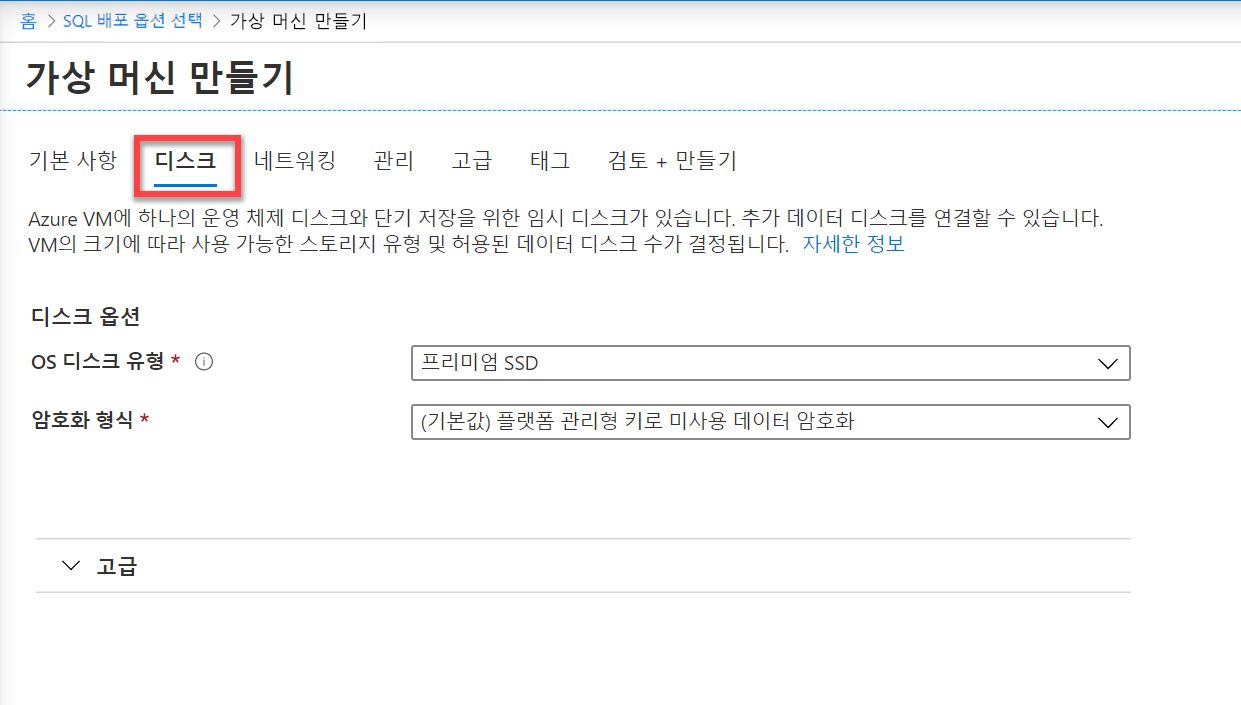 홈 > SQL 배포 옵션 선택 > 가상 머신 만들기
가상 머신 만들기
기본 사항 디스크 네트워킹 관리 고급 태그 검토 + 만들기
Azure VM에 하나의 운영 체제 디스크와 단기 저장을 위한 임시 디스크가 있습니다. 추가 데이터 디스크를 연결할 수 있습니다.
VM의 크기에 따라 사용 가능한 스토리지 유형 및 허용된 데이터 디스크 수가 결정됩니다. 자세한 정보
디스크 옵션
OS 디스크 유형 * 프리미엄 SSD
암호화 형식 * (기본값) 플랫폼 관리형 키로 미사용 데이터 암호화
고급